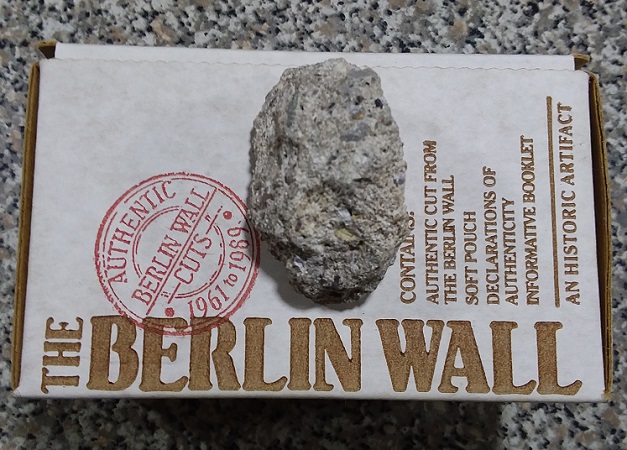 AUTHENTIC
BERLIN WALL
"CUTS"
1961 to 1989
CONTAINS:
AUTHENTIC CUT FROM
THE BERLIN WALL
SOFT POUCH
DECLARATIONS OF
AUTHENTICITY
INFORMATIVE BOOKLET
AN HISTORIC ARTIFACT
THE BERLIN WALL